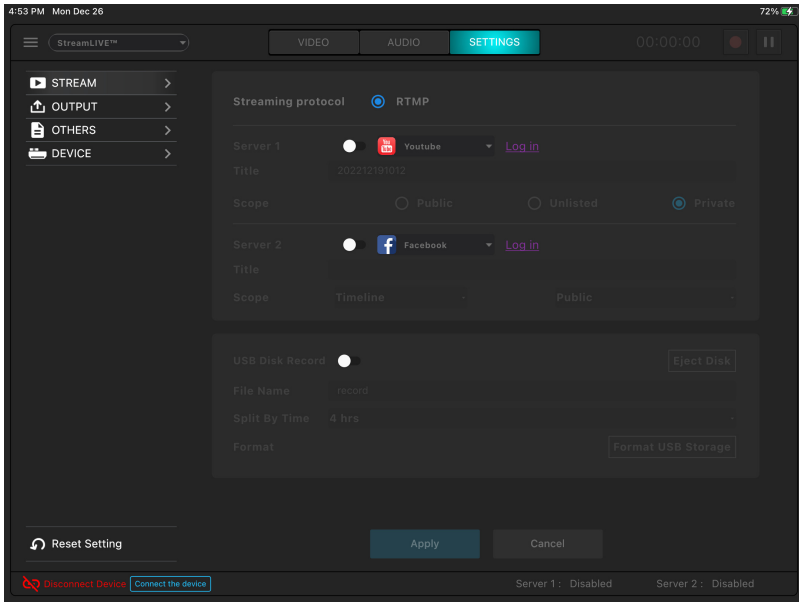 4:53 PM Mon Dec 26 72%
StreamLIVE™ VIDEO AUDIO SETTINGS 00:00:00
STREAM
OUTPUT
OTHERS
DEVICE
Streaming protocol RTMP
Server 1 You Tube Youtube Log in
Title 202212191012
Scope Public Unlisted Private
Server 2 f Facebook Log in
Title
Scope Timeline Public
USB Disk Record Eject Disk
File Name record
Split By Time 4 hrs
Format Format USB Storage
Reset Setting Apply Cancel
Disconnect Device Connect the device Server 1 : Disabled Server 2 : Disabled